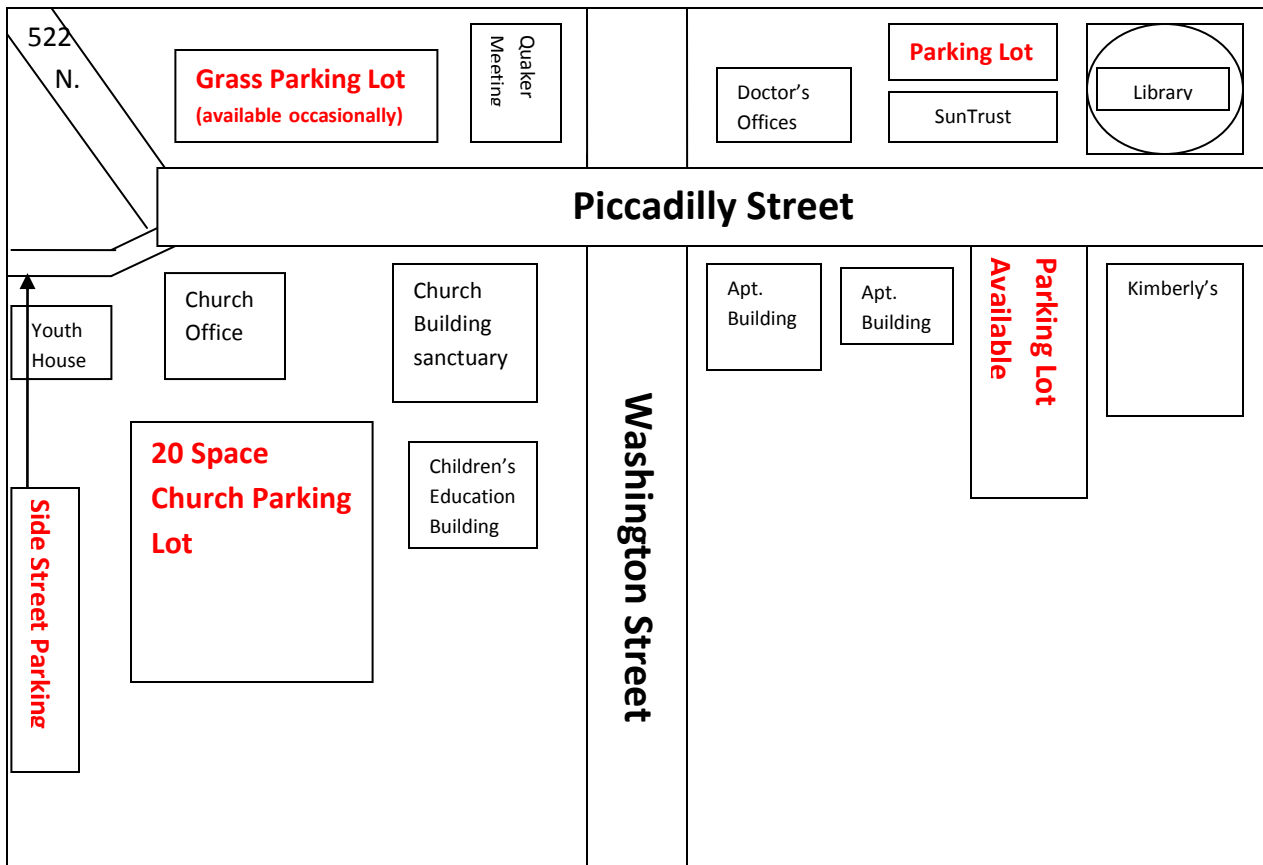 522
N.
Grass Parking Lot
(available occasionally)
Quaker
Meeting
Doctor's
Offices
Parking Lot
SunTrust
Library
Piccadilly Street
Youth
House
Church
Office
Church
Building
sanctuary
Apt.
Building
Apt.
Building
Parking Lot
Available
Kimberly's
20 Space
Church Parking
Lot
Children's
Education
Building
Washington Street
Side Street Parking